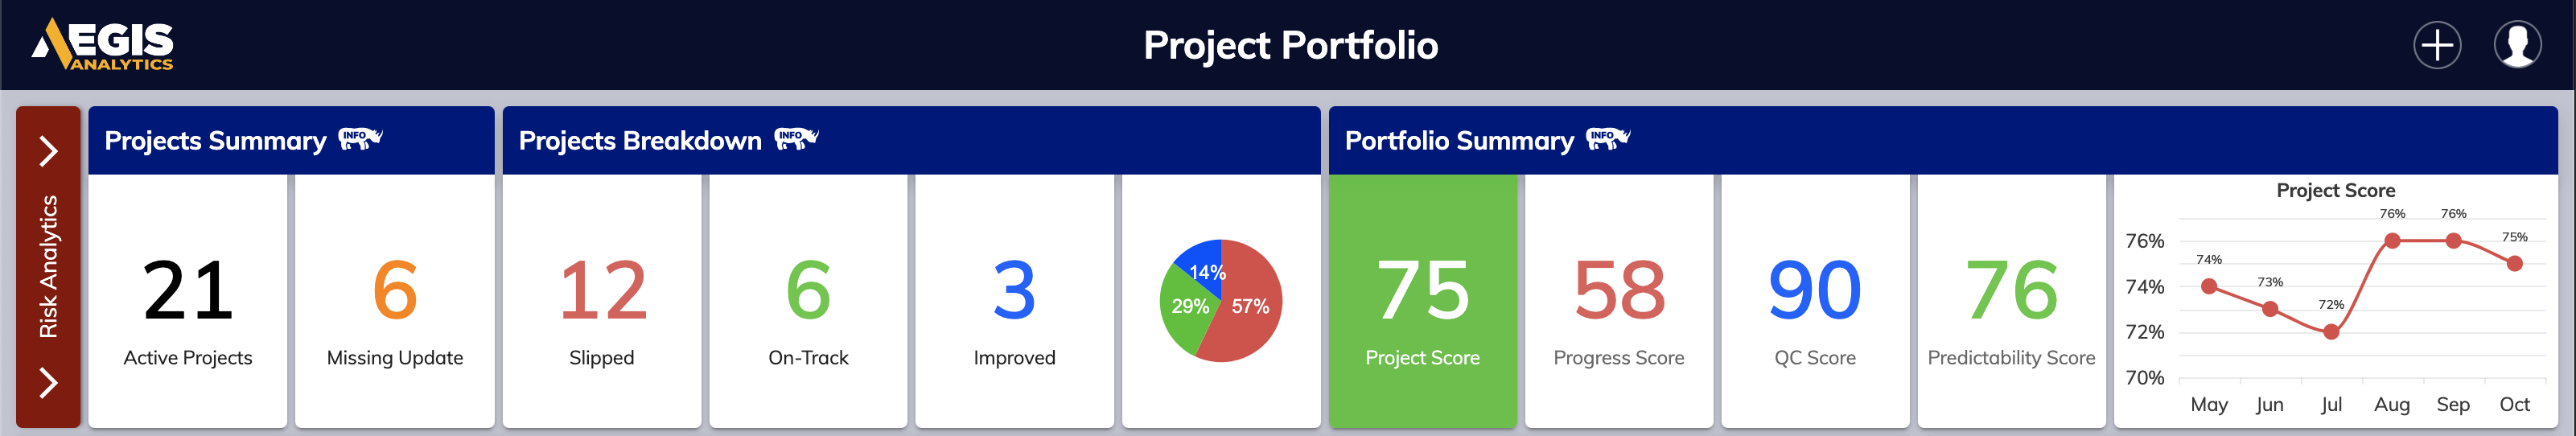 AEGIS
ANALYTICS
Project Portfolio
Risk Analytics
Projects Summary INFO
21
Active Projects
6
Missing Update
Projects Breakdown INFO
12
Slipped
6
On-Track
3
Improved
14%
29%
57%
Portfolio Summary INFO
75
Project Score
58
Progress Score
90
QC Score
76
Predictability Score
Project Score
76%
74%
72%
70%
74%
73%
72%
76%
76%
75%
May Jun Jul Aug Sep Oct